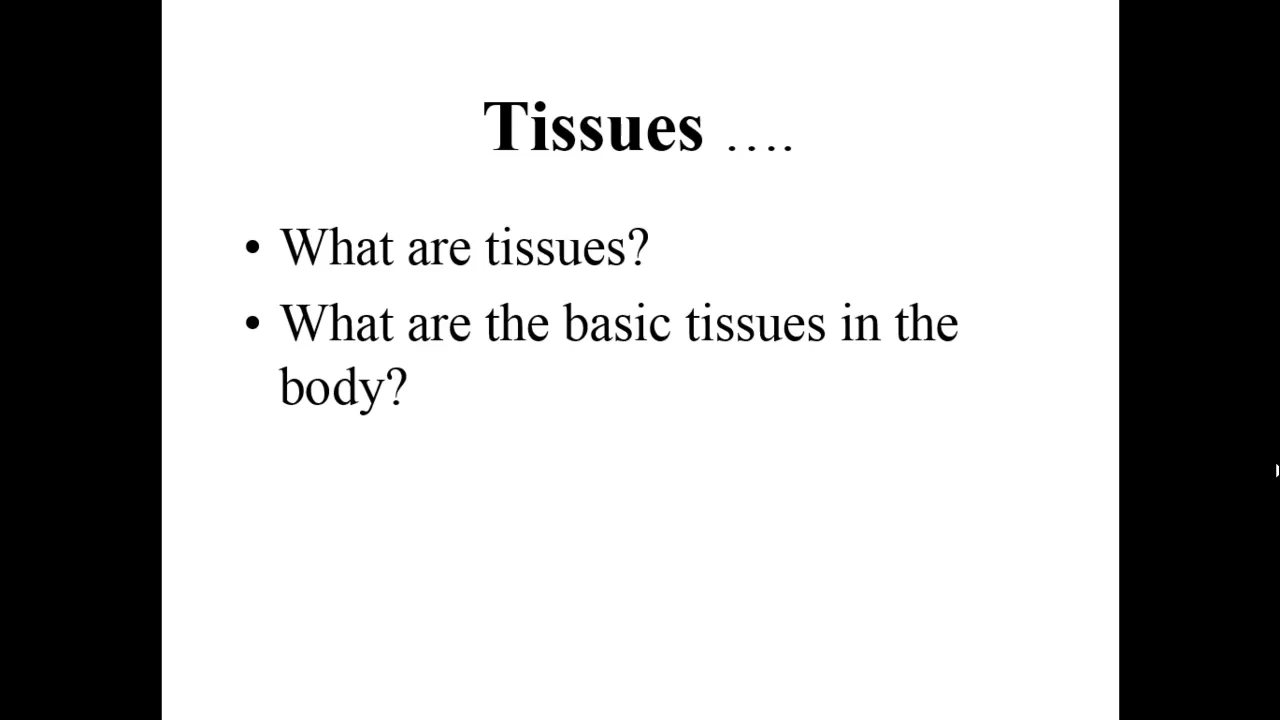 Tissues ….
• What are tissues?
• What are the basic tissues in the
body?